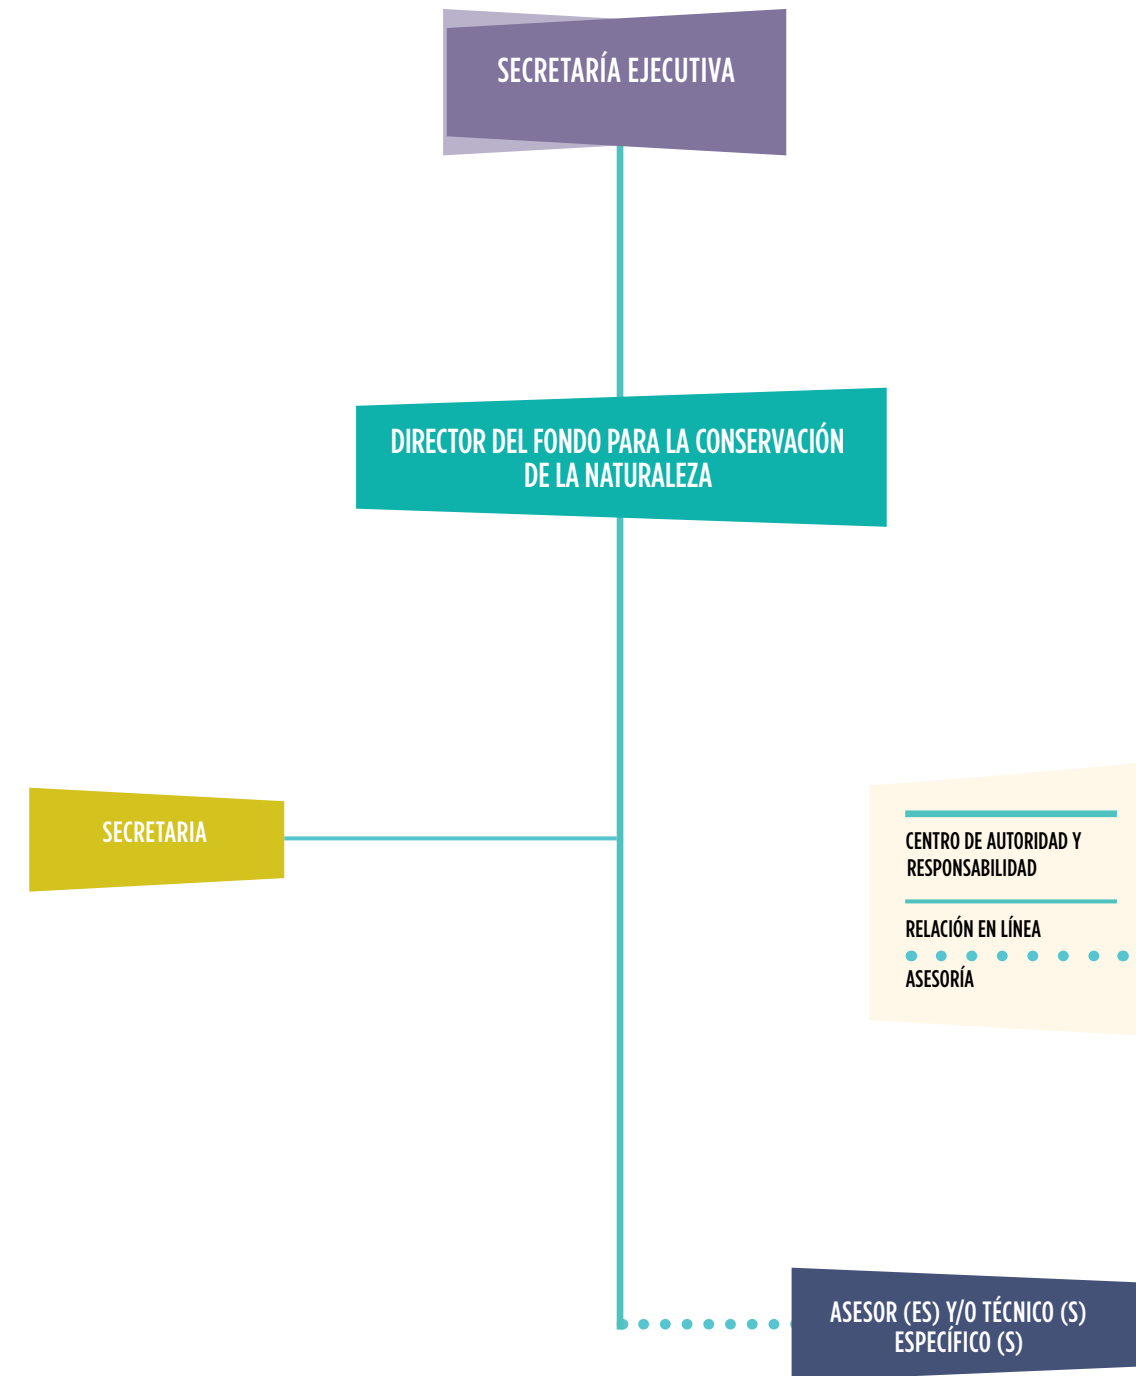 SECRETARÍA EJECUTIVA
DIRECTOR DEL FONDO PARA LA CONSERVACIÓN
DE LA NATURALEZA
SECRETARIA
CENTRO DE AUTORIDAD Y
RESPONSABILIDAD
RELACIÓN EN LÍNEA
ASESORÍA
ASESOR (ES) Y/O TÉCNICO (S)
ESPECÍFICO (S)